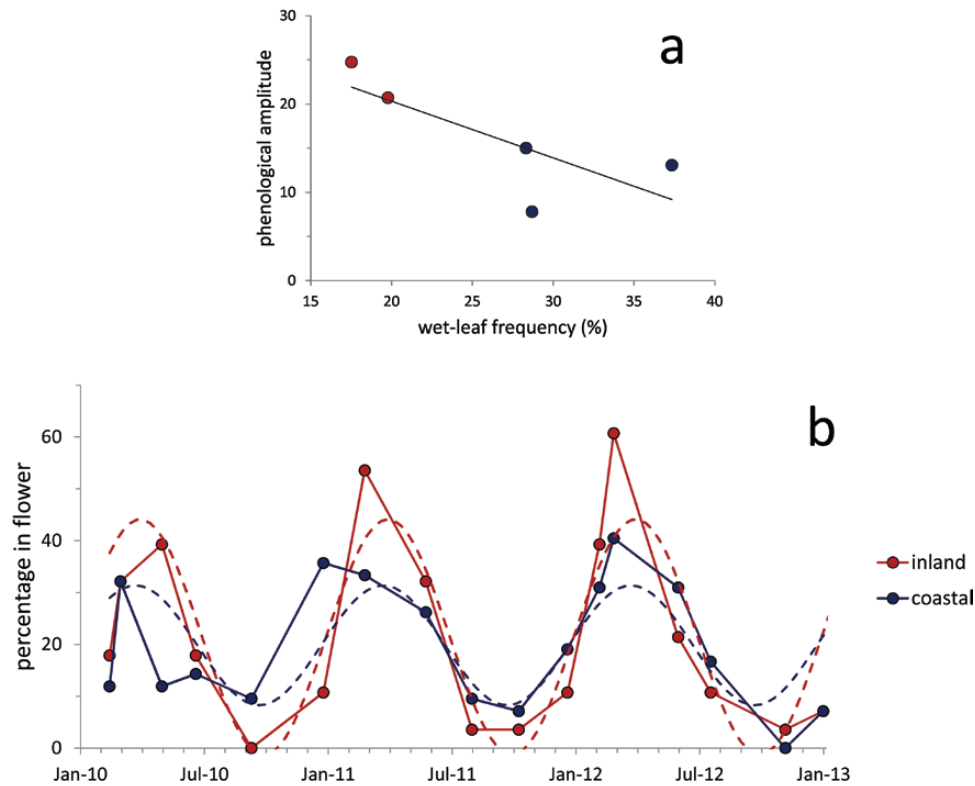 a
30
20
10
0
phenological amplitude
15 20 25 30 35 40
wet-leaf frequency (%)
b
60
40
20
0
percentage in flower
inland
coastal
Jan-10 Jul-10 Jan-11 Jul-11 Jan-12 Jul-12 Jan-13